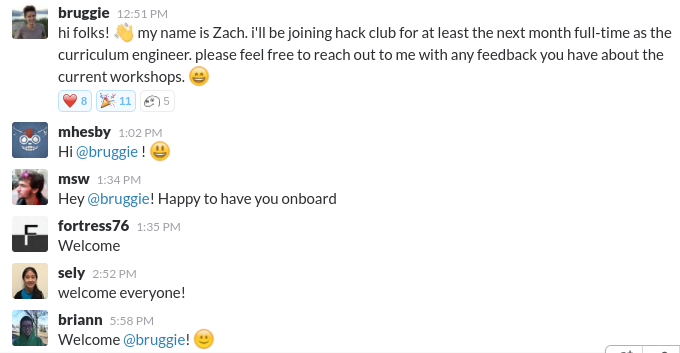 bruggie 12:51 PM
hi folks! 👋 my name is Zach. i'll be joining hack club for at least the next month full-time as the
curriculum engineer. please feel free to reach out to me with any feedback you have about the
current workshops. 😄
❤️ 8 🎉 11 5
mhesby 1:02 PM
Hi @bruggie ! 😃
msw 1:34 PM
Hey @bruggie! Happy to have you onboard
F
fortress76 1:35 PM
Welcome
sely 2:52 PM
welcome everyone!
briann 5:58 PM
Welcome @bruggie! 🙂